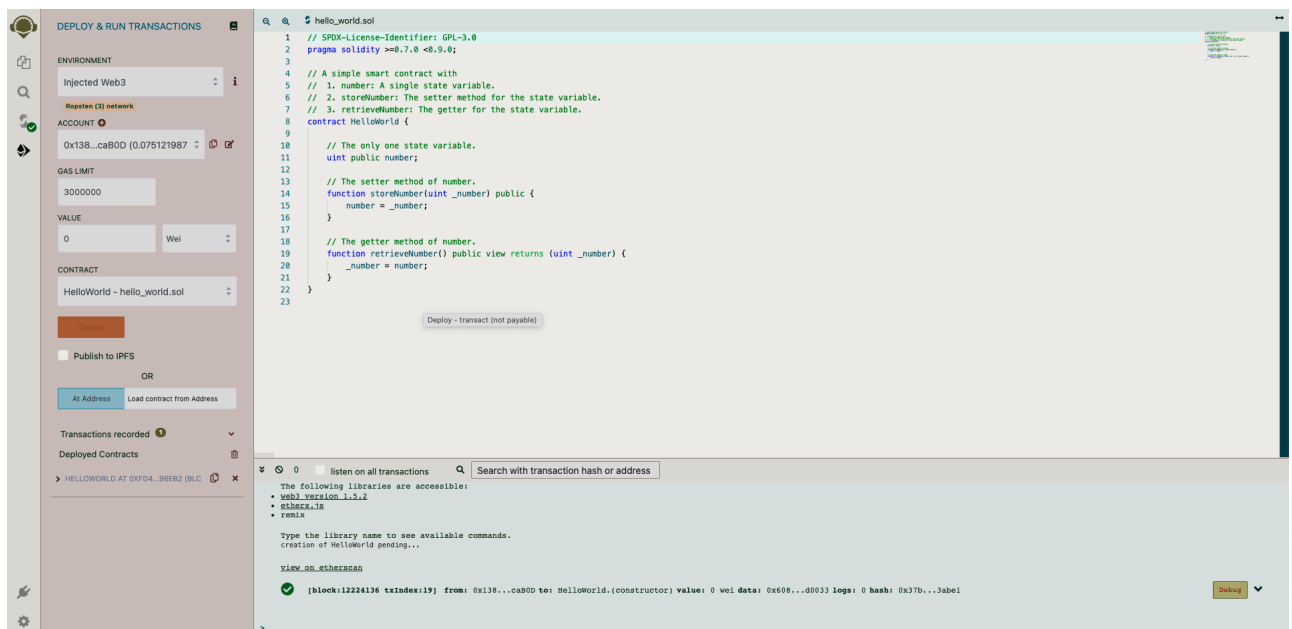 DEPLOY & RUN TRANSACTIONS
ENVIRONMENT
Injected Web3
i
Ropsten (3) network
ACCOUNT
0x138...caB0D (0.075121987
GAS LIMIT
3000000
VALUE
0
Wei
CONTRACT
HelloWorld - hello_world.sol
Deploy
Publish to IPFS
OR
At Address
Load contract from Address
Transactions recorded 1
Deployed Contracts
HELLOWORLD AT 0XFD4...96EB2 (BLC
hello_world.sol
1 // SPDX-License-Identifier: GPL-3.0
2 pragma solidity >=0.7.0 <0.9.0;
3
4 // A simple smart contract with
5 //  1. number: A single state variable.
6 //  2. storeNumber: The setter method for the state variable.
7 //  3. retrieveNumber: The getter for the state variable.
8 contract HelloWorld {
9
10     // The only one state variable.
11     uint public number;
12
13     // The setter method of number.
14     function storeNumber(uint _number) public {
15         number = _number;
16     }
17
18     // The getter method of number.
19     function retrieveNumber() public view returns (uint _number) {
20         _number = number;
21     }
22 }
23
Deploy - transact (not payable)
0
listen on all transactions
Search with transaction hash or address
The following libraries are accessible:
• web3 version 1.5.2
• ethers.js
• remix
Type the library name to see available commands.
creation of HelloWorld pending...
view on etherscan
[block:12224136 txIndex:19] from: 0x138...caB0D to: HelloWorld.(constructor) value: 0 wei data: 0x608...d0033 logs: 0 hash: 0x37b...3abe1
Debug
>